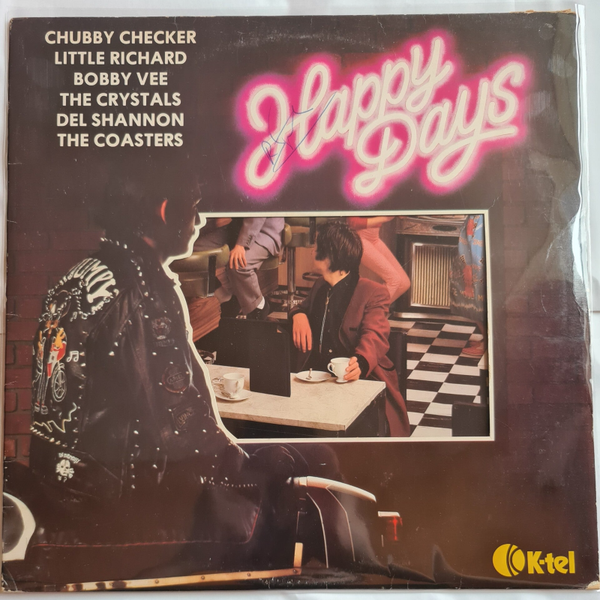 CHUBBY CHECKER
LITTLE RICHARD
BOBBY VEE
THE CRYSTALS
DEL SHANNON
THE COASTERS
Happy
Days
K-tel